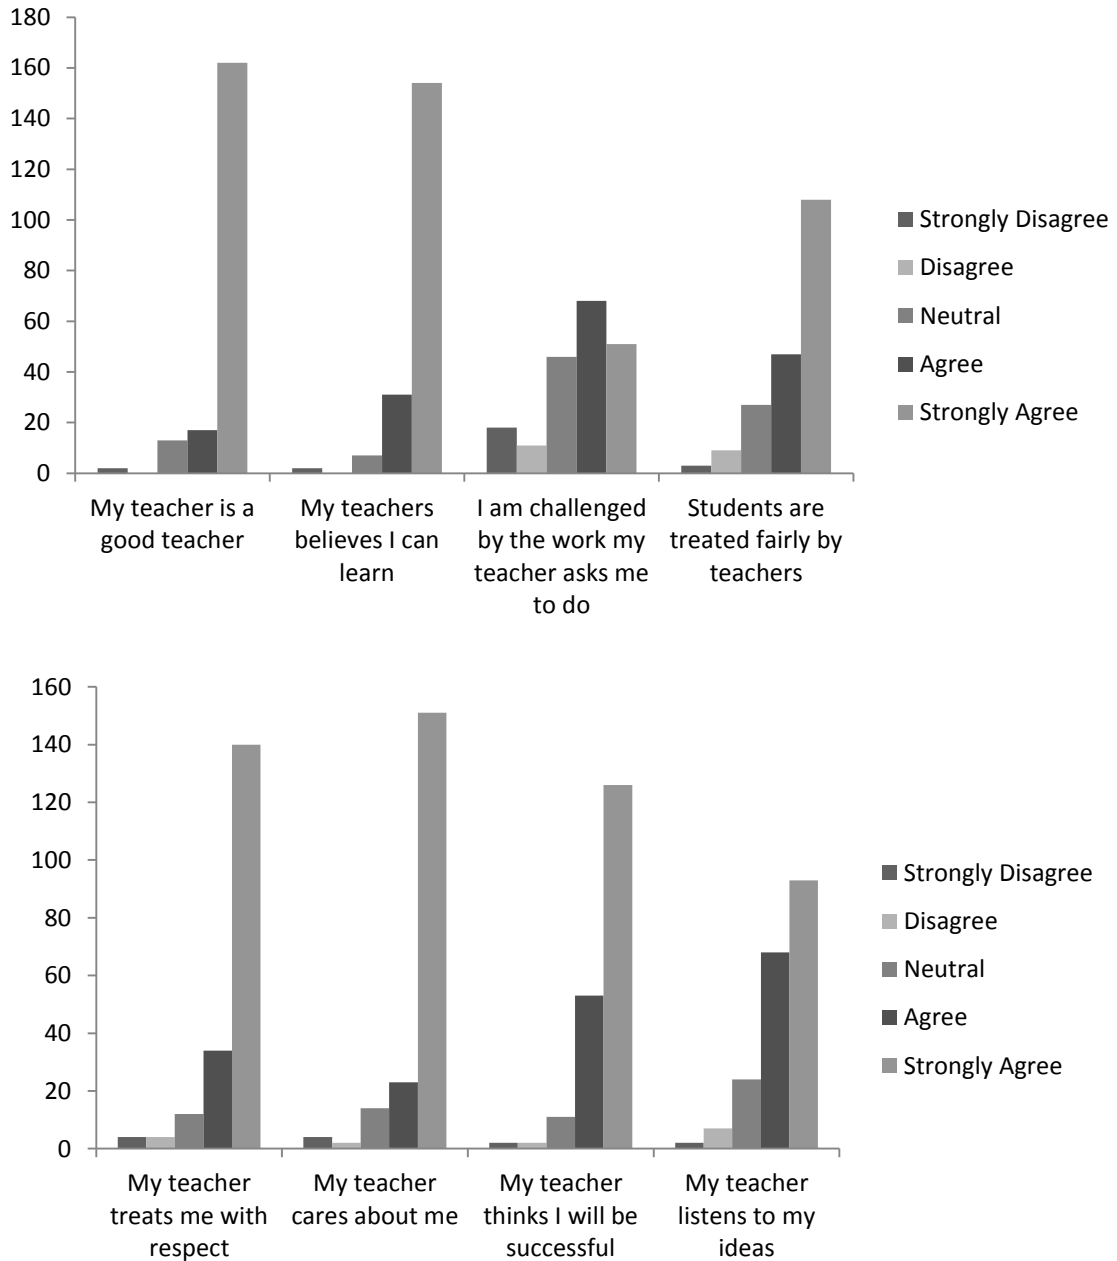 180
160
140
120
100
80
60
40
20
0
My teacher is a
good teacher
My teachers
believes I can
learn
I am challenged
by the work my
teacher asks me
to do
Students are
treated fairly by
teachers
Strongly Disagree
Disagree
Neutral
Agree
Strongly Agree
160
140
120
100
80
60
40
20
0
My teacher
treats me with
respect
My teacher
cares about me
My teacher
thinks I will be
successful
My teacher
listens to my
ideas
Strongly Disagree
Disagree
Neutral
Agree
Strongly Agree